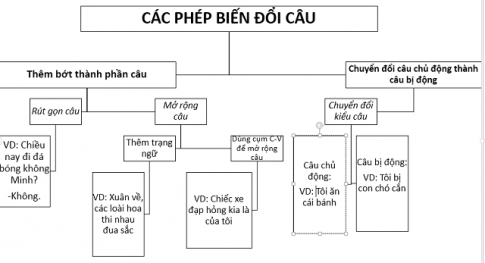 CÁC PHÉP BIẾN ĐỔI CÂU
Thêm bớt thành phần câu
Chuyển đổi câu chủ động thành
câu bị động
Rút gọn câu
Mở rộng
câu
Chuyển đổi
kiểu câu
VD: Chiều
nay đi đá
bóng không
Minh?
-Không.
Thêm trạng
ngữ
Dùng cụm C-V
để mở rộng
câu
VD: Xuân về,
các loài hoa
thi nhau
đua sắc
VD: Chiếc xe
đạp hỏng kia là
của tôi
Câu chủ
động:
VD: Tôi ăn
cái bánh
Câu bị động:
VD: Tôi bị
con chó cắn